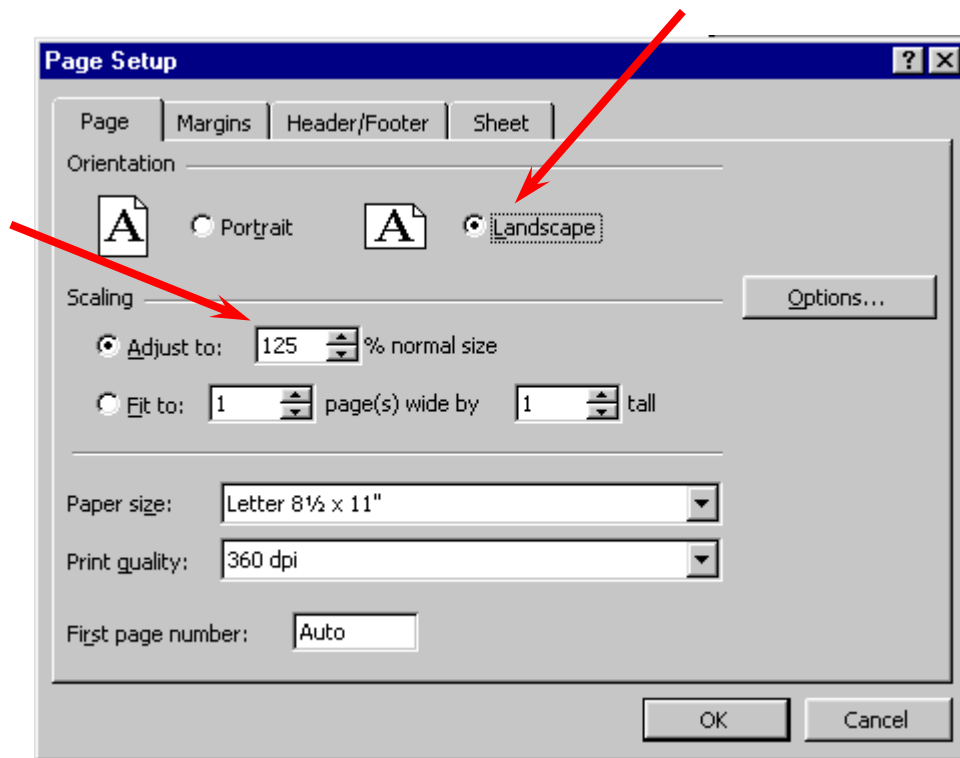 Page Setup
Page Margins Header/Footer Sheet
Orientation
A Portrait A Landscape
Scaling
Options...
Adjust to: 125 % normal size
Fit to: 1 page(s) wide by 1 tall
Paper size: Letter 8½ x 11"
Print quality: 360 dpi
First page number: Auto
OK Cancel